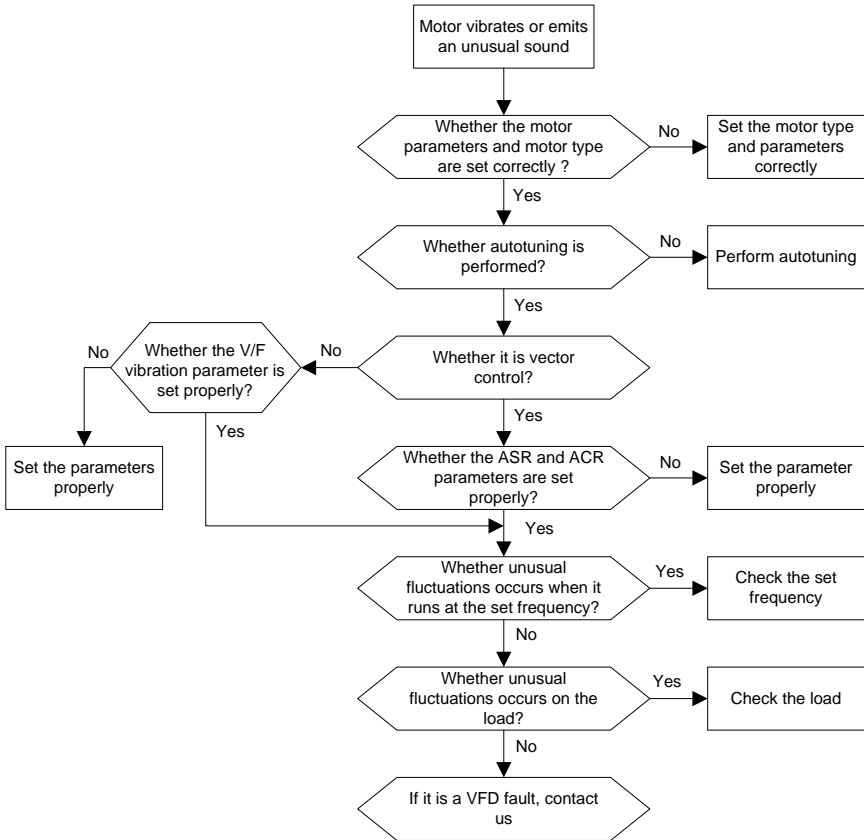 Motor vibrates or emits
an unusual sound
Whether the motor
parameters and motor type
are set correctly ?
No
Set the motor type
and parameters
correctly
Yes
Whether autotuning is
performed?
No
Perform autotuning
Yes
Whether it is vector
control?
No
Whether the V/F
vibration parameter is
set properly?
No
Set the parameters
properly
Yes
Yes
Whether the ASR and ACR
parameters are set
properly?
No
Set the parameter
properly
Yes
Whether unusual
fluctuations occurs when it
runs at the set frequency?
Yes
Check the set
frequency
No
Whether unusual
fluctuations occurs on the
load?
Yes
Check the load
No
If it is a VFD fault, contact
us